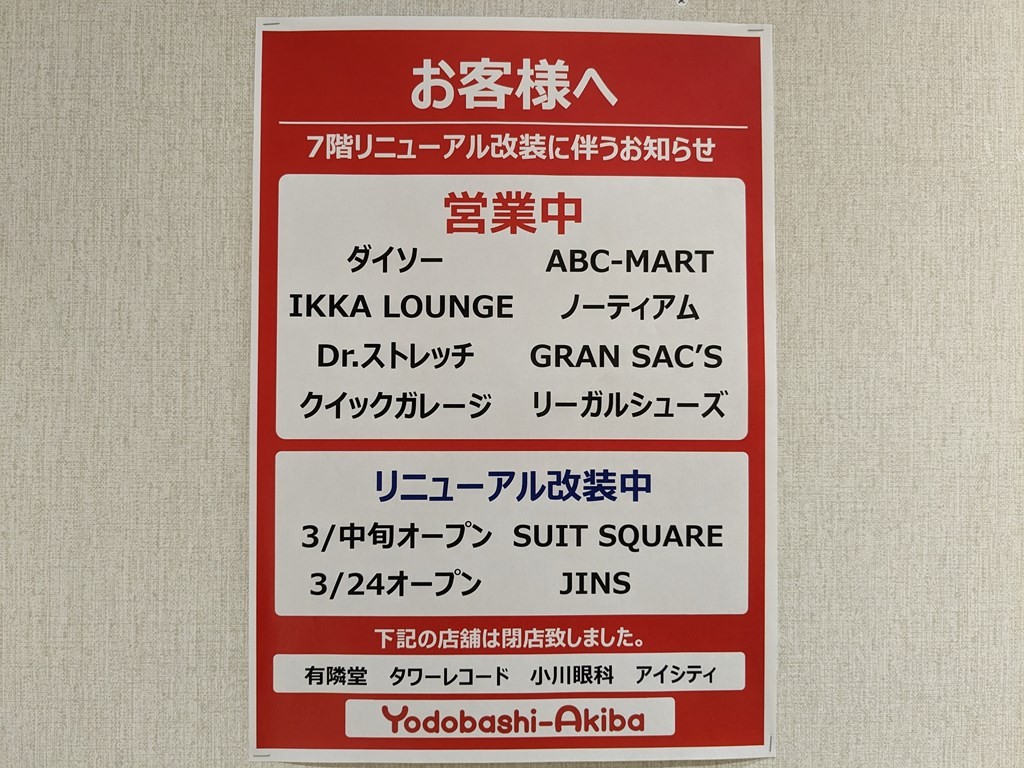 お客様へ
7階リニューアル改装に伴うお知らせ
営業中
ダイソー ABC-MART
IKKA LOUNGE ノーティアム
Dr.ストレッチ GRAN SAC’S
クイックガレージ リーガルシューズ
リニューアル改装中
3/中旬オープン SUIT SQUARE
3/24オープン JINS
下記の店舗は閉店致しました。
有隣堂 タワーレコード 小川眼科 アイシティ
Yodobashi-Akiba